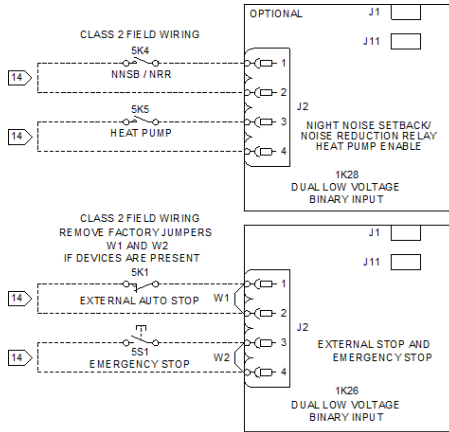 OPTIONAL
J1
J11
CLASS 2 FIELD WIRING
5K4
14
NNSB / NRR
1
2
5K5
14
HEAT PUMP
3
4
J2
NIGHT NOISE SETBACK/
NOISE REDUCTION RELAY
HEAT PUMP ENABLE
1K28
DUAL LOW VOLTAGE
BINARY INPUT
CLASS 2 FIELD WIRING
REMOVE FACTORY JUMPERS
W1 AND W2
IF DEVICES ARE PRESENT
J1
J11
5K1
14
EXTERNAL AUTO STOP
W1
1
2
5S1
14
EMERGENCY STOP
W2
3
4
J2
EXTERNAL STOP AND
EMERGENCY STOP
1K26
DUAL LOW VOLTAGE
BINARY INPUT